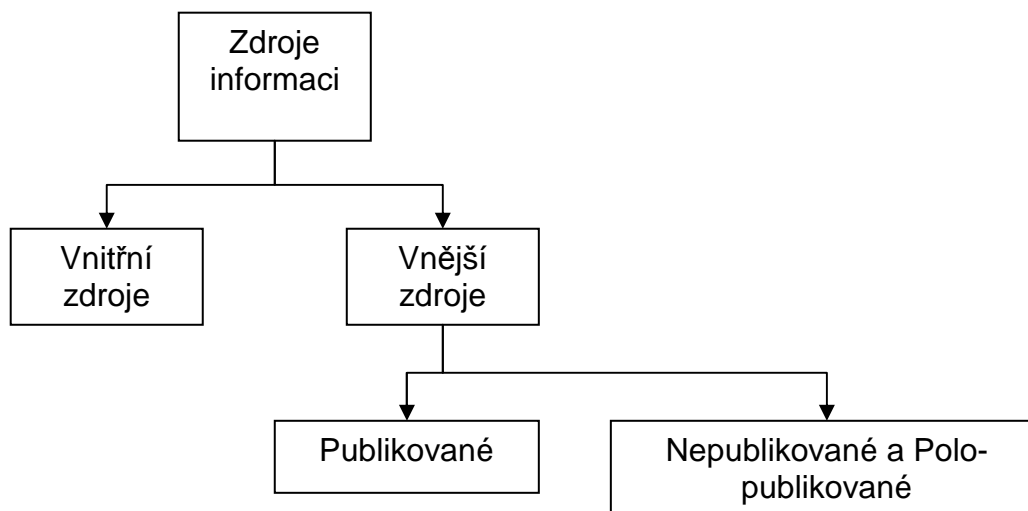 Zdroje
informaci
Vnitřní
zdroje
Vnější
zdroje
Publikované
Nepublikované a Polo-
publikované